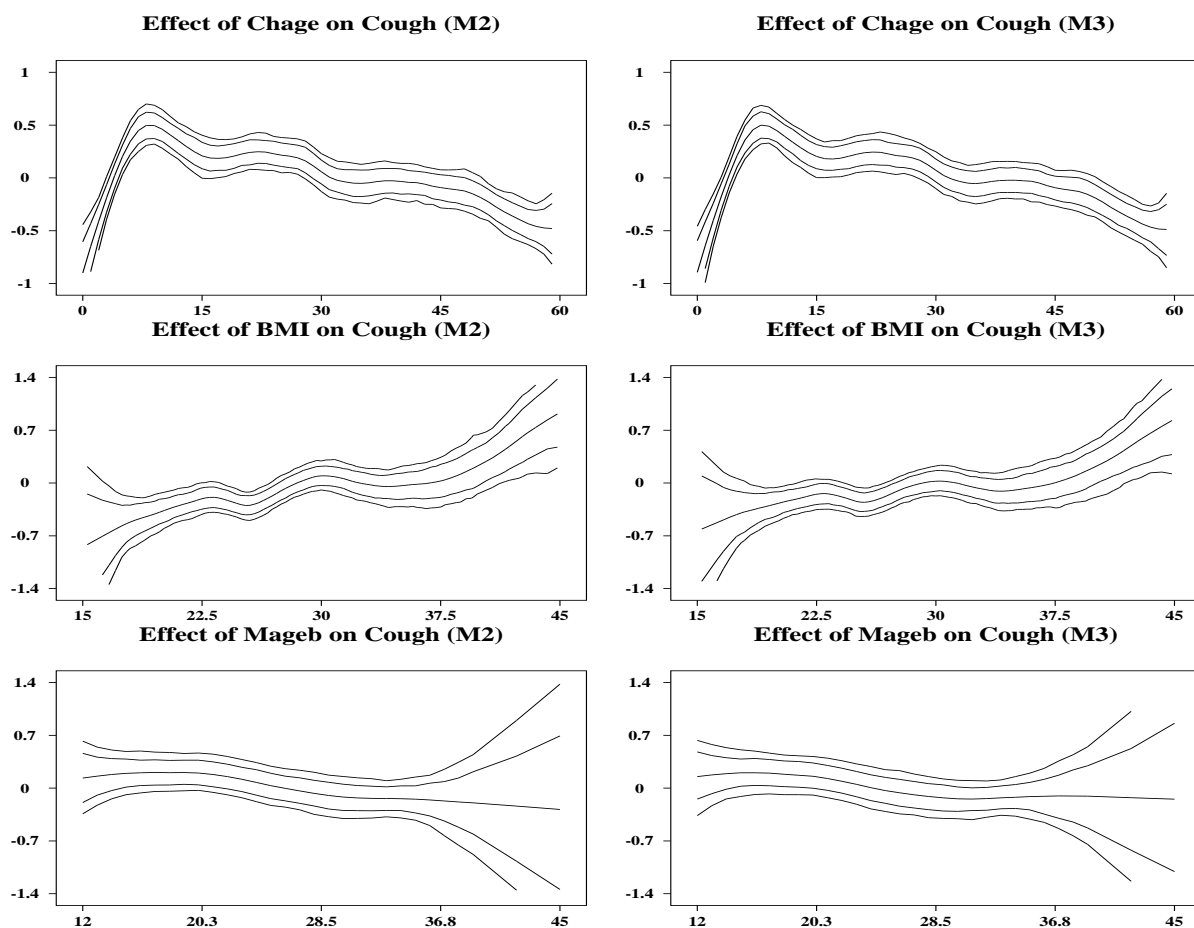 Effect of Chage on Cough (M2)
1
0.5
0
-0.5
-1
0 15 30 45 60
Effect of Chage on Cough (M3)
1
0.5
0
-0.5
-1
0 15 30 45 60
Effect of BMI on Cough (M2)
1.4
0.7
0
-0.7
-1.4
15 22.5 30 37.5 45
Effect of BMI on Cough (M3)
1.4
0.7
0
-0.7
-1.4
15 22.5 30 37.5 45
Effect of Mageb on Cough (M2)
1.4
0.7
0
-0.7
-1.4
12 20.3 28.5 36.8 45
Effect of Mageb on Cough (M3)
1.4
0.7
0
-0.7
-1.4
12 20.3 28.5 36.8 45